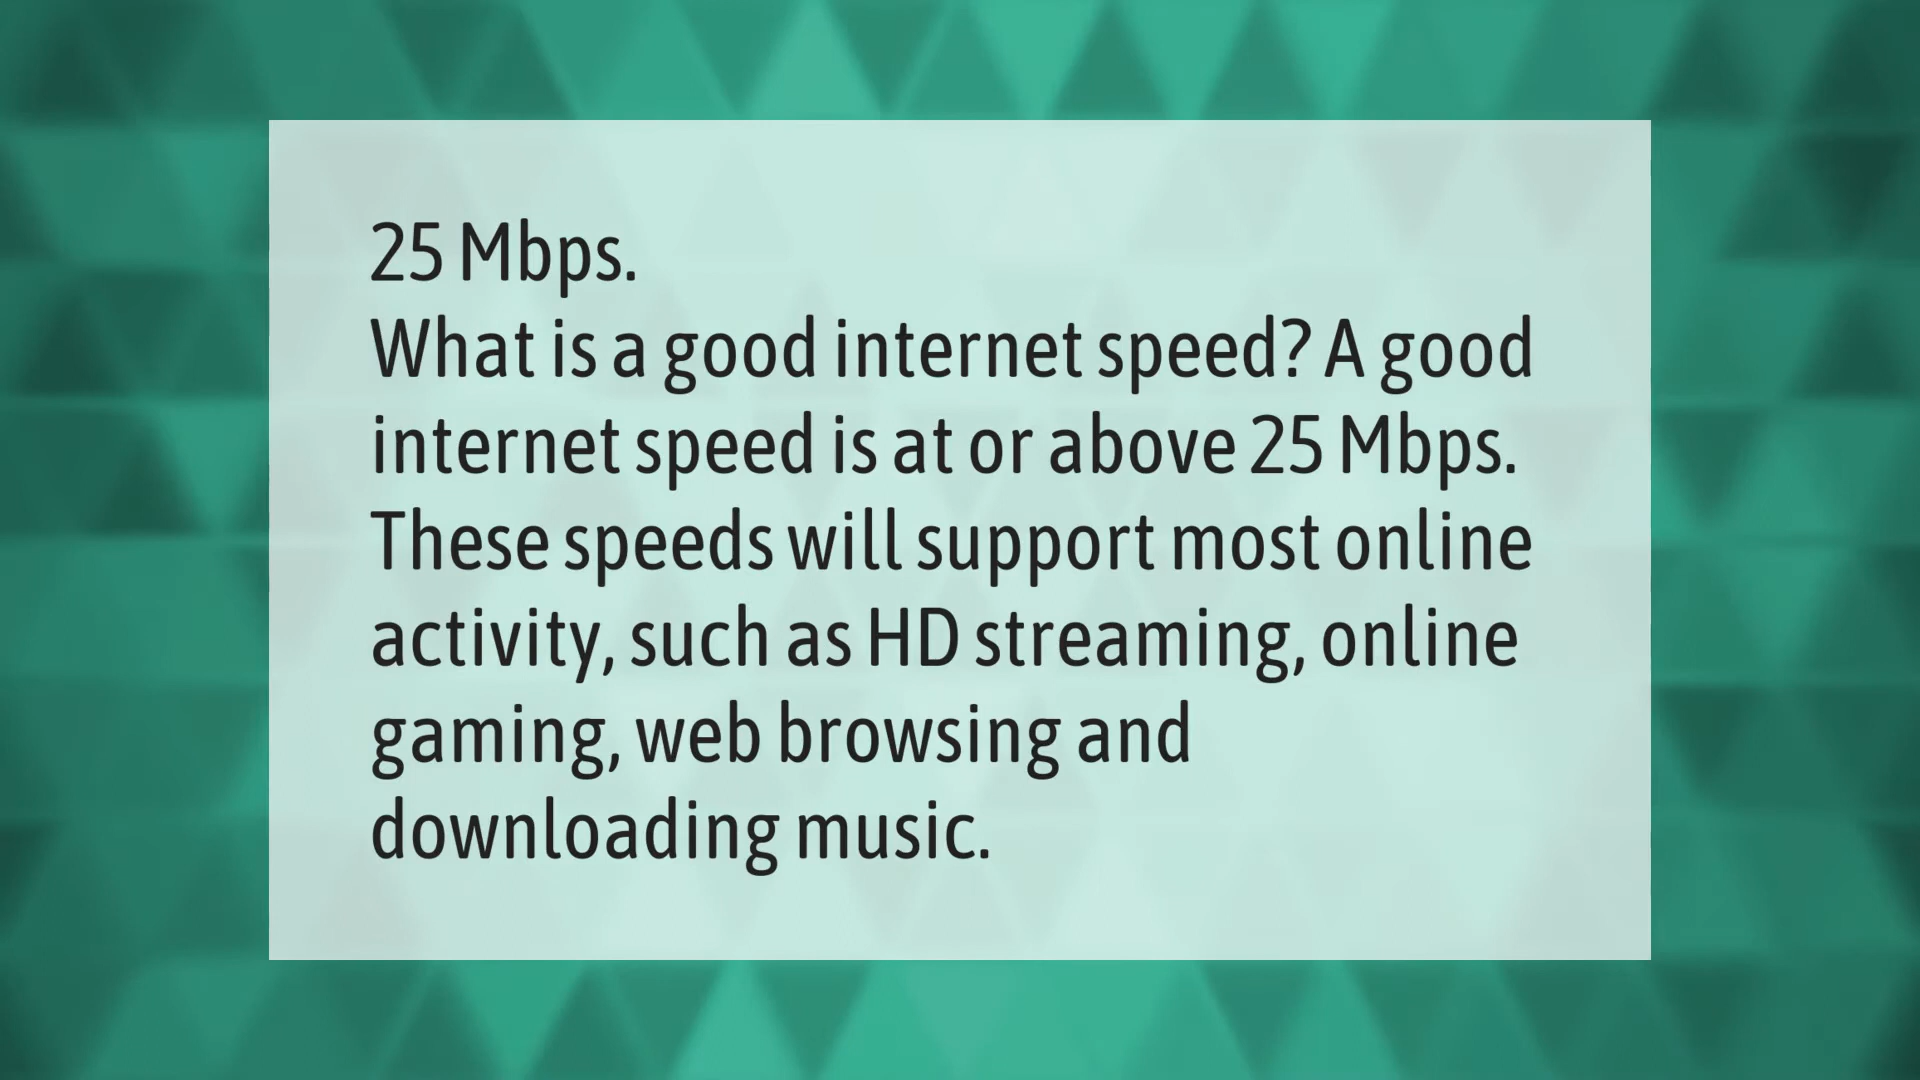 25 Mbps.
What is a good internet speed? A good
internet speed is at or above 25 Mbps.
These speeds will support most online
activity, such as HD streaming, online
gaming, web browsing and
downloading music.